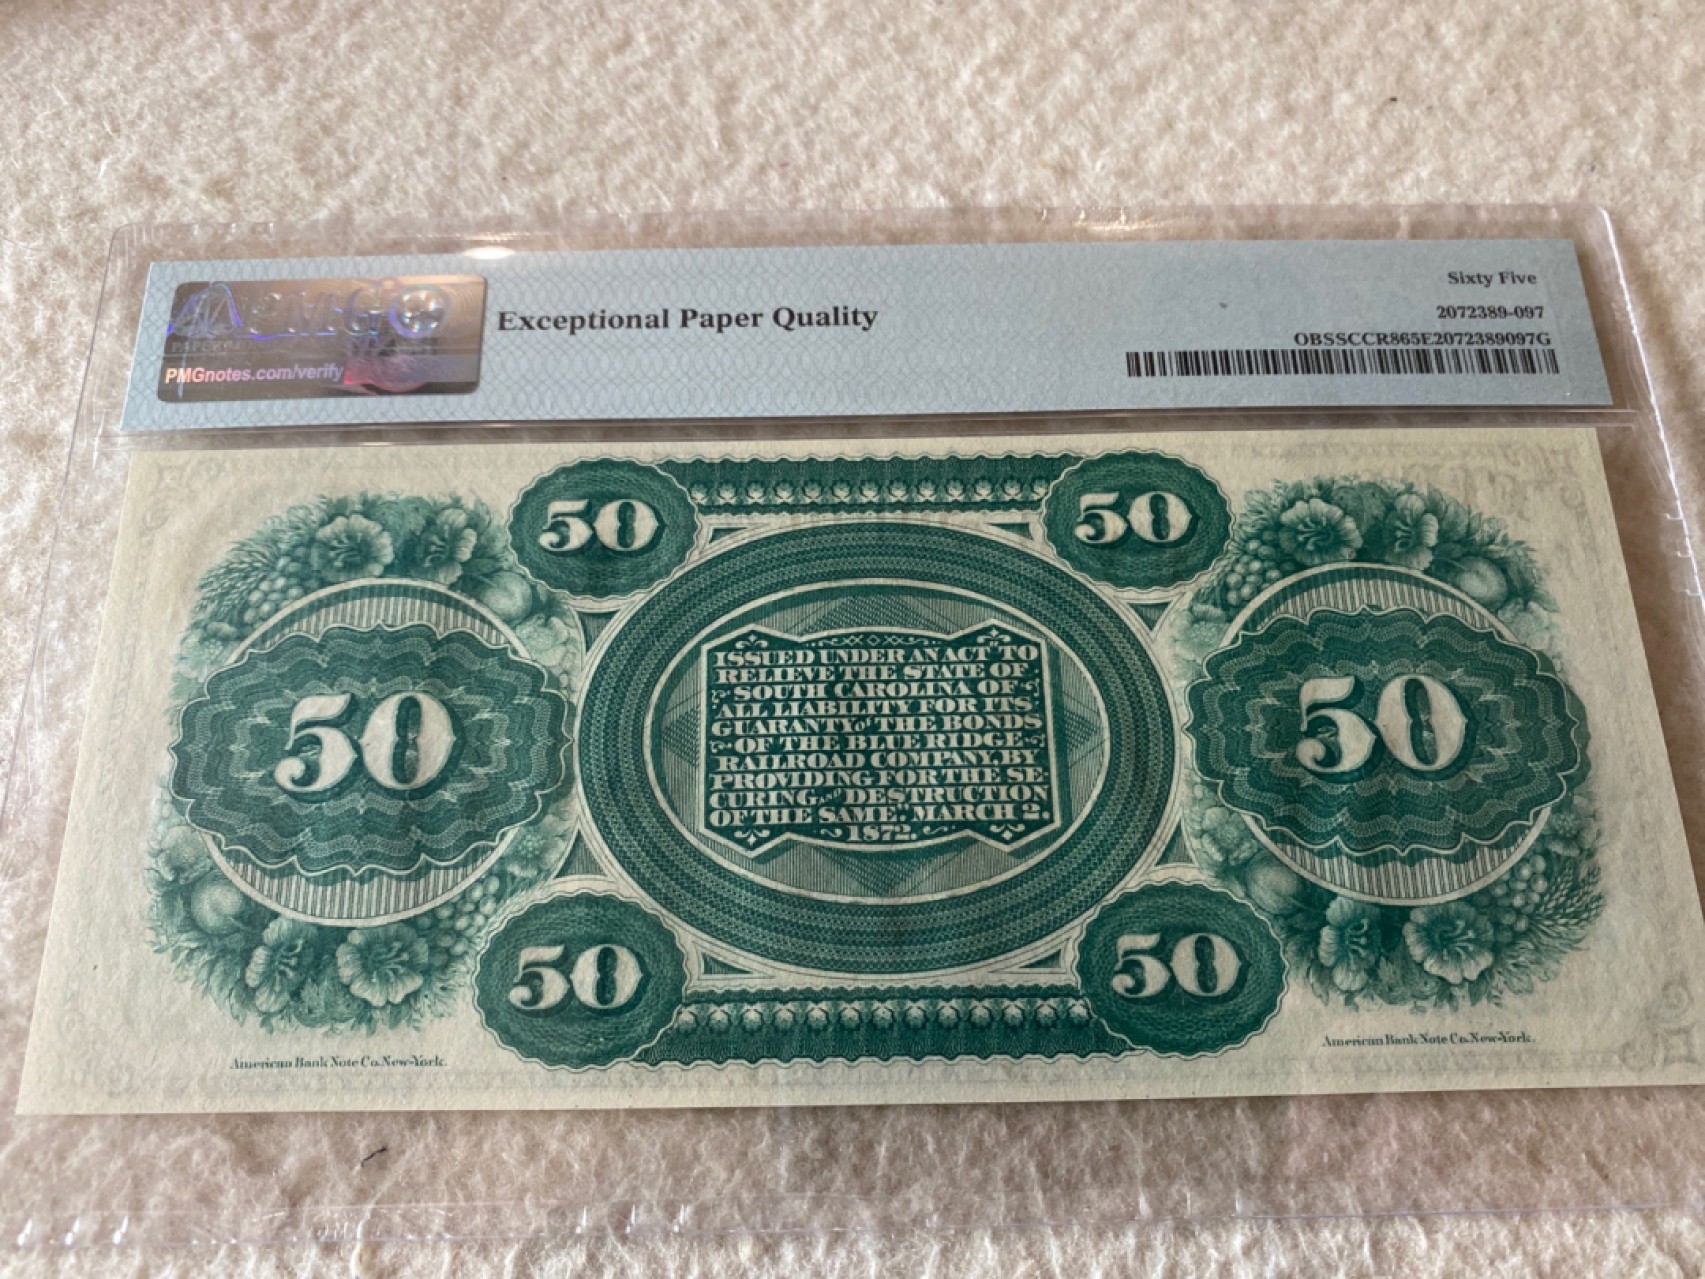 PMGnotes.com/verify
Exceptional Paper Quality
Sixty Five
2072389-097
OBSSCCR865E2072389097G
50 50
50 50
ISSUED UNDER AN ACT TO
RELIEVE THE STATE OF
SOUTH CAROLINA OF
ALL LIABILITY FOR ITS
GUARANTY of THE BONDS
OF THE BLUE RIDGE
RAILROAD COMPANY, BY
PROVIDING FOR THE SE-
CURING AND DESTRUCTION
OF THE SAME. MARCH 2.
1872.
50 50
American Bank Note Co. New-York.
American Bank Note Co. New-York.